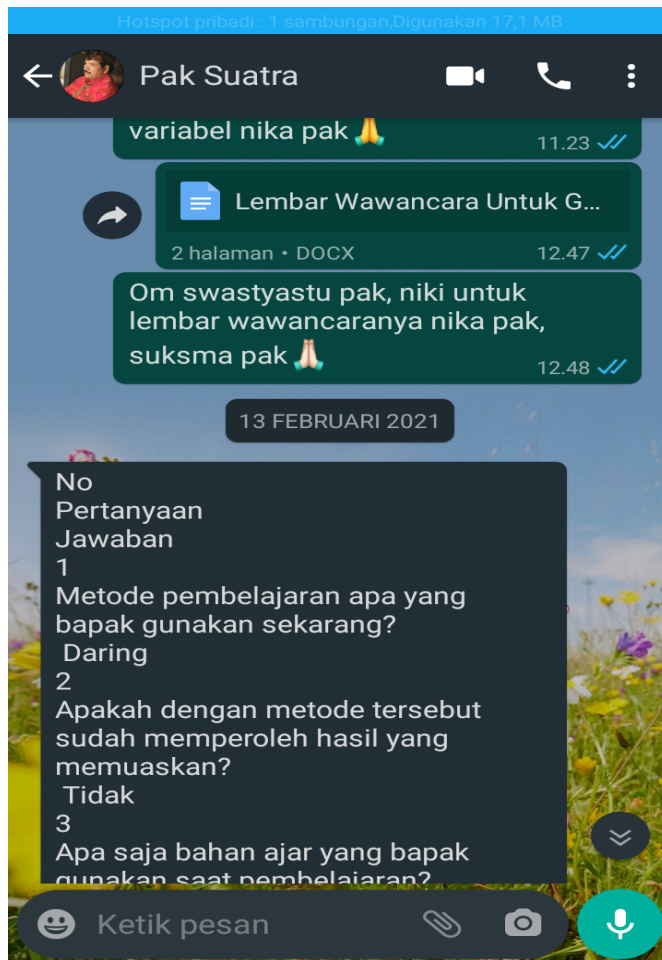 Hotspot pribadi : 1 sambungan,Digunakan 17,1 MB
Pak Suatra
variabel nika pak🙏
11.23
Lembar Wawancara Untuk G...
2 halaman • DOCX
12.47
Om swastyastu pak, niki untuk
lembar wawancaranya nika pak,
suksma pak🙏🏻
12.48
13 FEBRUARI 2021
No
Pertanyaan
Jawaban
1
Metode pembelajaran apa yang
bapak gunakan sekarang?
Daring
2
Apakah dengan metode tersebut
sudah memperoleh hasil yang
memuaskan?
Tidak
3
Apa saja bahan ajar yang bapak
gunakan saat pembelajaran?
Ketik pesan